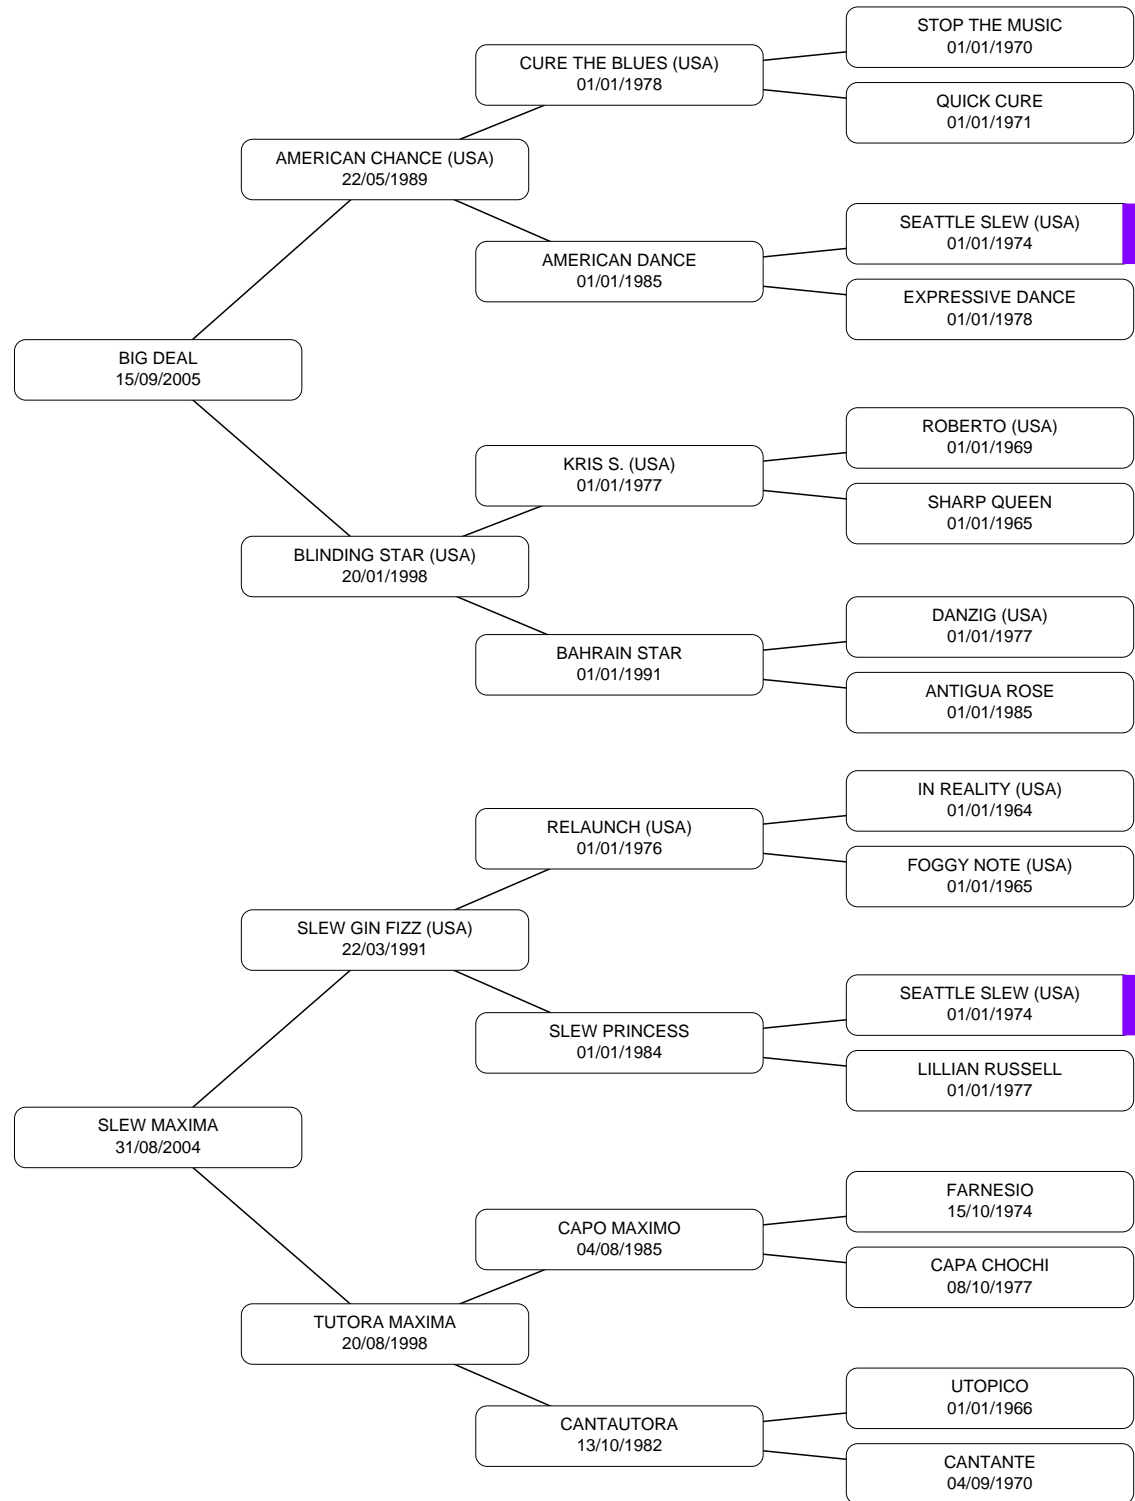 STOP THE MUSIC
01/01/1970
CURE THE BLUES (USA)
01/01/1978
QUICK CURE
01/01/1971
AMERICAN CHANCE (USA)
22/05/1989
SEATTLE SLEW (USA)
01/01/1974
AMERICAN DANCE
01/01/1985
EXPRESSIVE DANCE
01/01/1978
BIG DEAL
15/09/2005
ROBERTO (USA)
01/01/1969
KRIS S. (USA)
01/01/1977
SHARP QUEEN
01/01/1965
BLINDING STAR (USA)
20/01/1998
DANZIG (USA)
01/01/1977
BAHRAIN STAR
01/01/1991
ANTIGUA ROSE
01/01/1985
IN REALITY (USA)
01/01/1964
RELAUNCH (USA)
01/01/1976
FOGGY NOTE (USA)
01/01/1965
SLEW GIN FIZZ (USA)
22/03/1991
SEATTLE SLEW (USA)
01/01/1974
SLEW PRINCESS
01/01/1984
LILLIAN RUSSELL
01/01/1977
SLEW MAXIMA
31/08/2004
FARNESIO
15/10/1974
CAPO MAXIMO
04/08/1985
CAPA CHOCHI
08/10/1977
TUTORA MAXIMA
20/08/1998
UTOPICO
01/01/1966
CANTAUTORA
13/10/1982
CANTANTE
04/09/1970